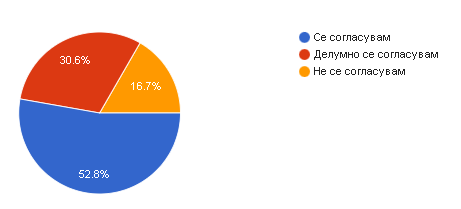 Се согласувам
Делумно се согласувам
Не се согласувам
30.6%
16.7%
52.8%